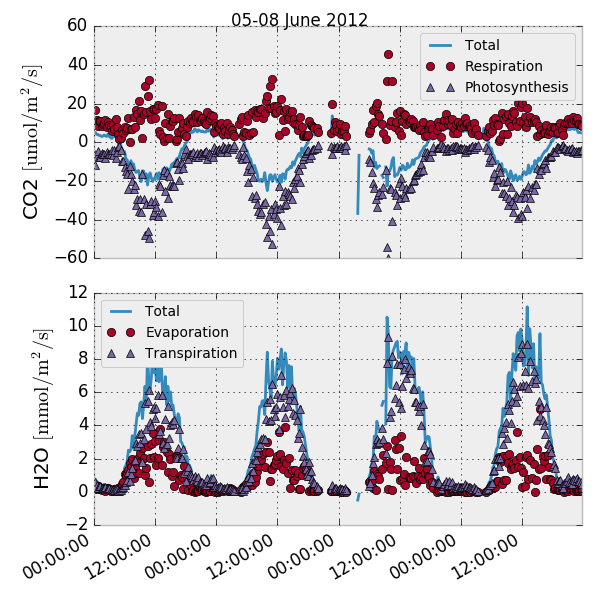 05-08 June 2012
60
40
20
0
−20
−40
−60
CO2 [umol/m²/s]
Total
Respiration
Photosynthesis
12
10
8
6
4
2
0
−2
H2O [mmol/m²/s]
Total
Evaporation
Transpiration
00:00:00 12:00:00 00:00:00 12:00:00 00:00:00 12:00:00 00:00:00 12:00:00